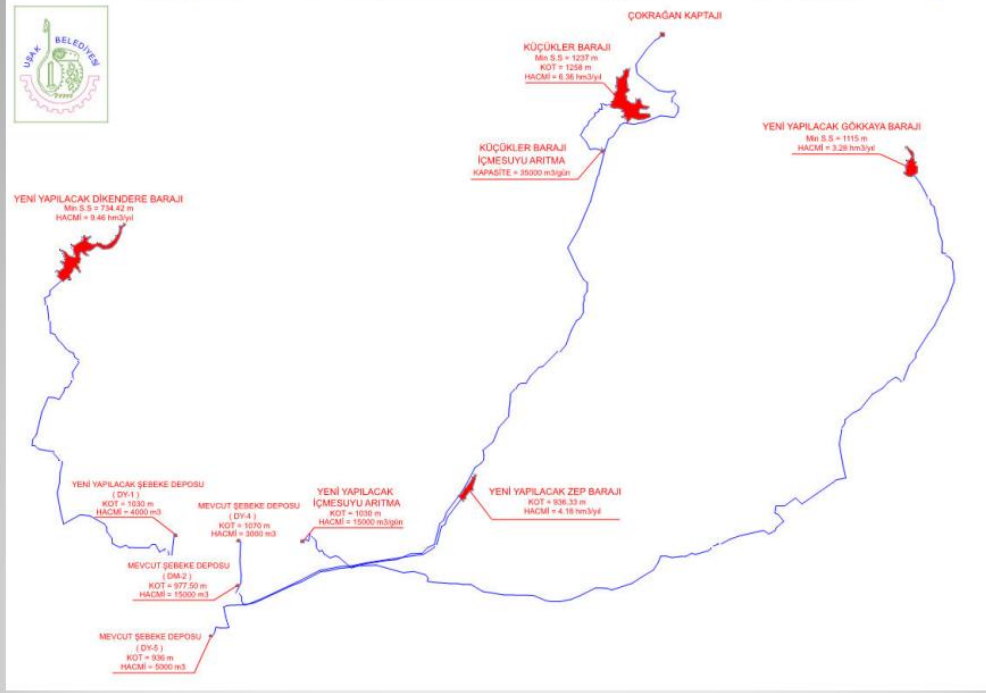 UŞAK BELEDİYESİ
ÇOKRAĞAN KAPTAJI
KÜÇÜKLER BARAJI
Min S.S = 1237 m
KOT = 1258 m
HACMİ = 6.36 hm3/yıl
YENİ YAPILACAK GÖKKAYA BARAJI
Min S.S = 1115 m
HACMİ = 3.28 hm3/yıl
KÜÇÜKLER BARAJI
İÇMESUYU ARITMA
KAPASİTE = 35000 m3/gün
YENİ YAPILACAK DİKENDERE BARAJI
Min S.S = 734.42 m
HACMİ = 9.46 hm3/yıl
YENİ YAPILACAK ŞEBEKE DEPOSU
( DY-1 )
KOT = 1030 m
HACMİ = 4000 m3
MEVCUT ŞEBEKE DEPOSU
( DY-4 )
KOT = 1070 m
HACMİ = 3000 m3
YENİ YAPILACAK
İÇMESUYU ARITMA
KOT = 1030 m
HACMİ = 15000 m3/gün
YENİ YAPILACAK ZEP BARAJI
KOT = 936.33 m
HACMİ = 4.18 hm3/yıl
MEVCUT ŞEBEKE DEPOSU
( DM-2 )
KOT = 977.50 m
HACMİ = 15000 m3
MEVCUT ŞEBEKE DEPOSU
( DY-5 )
KOT = 936 m
HACMİ = 5000 m3